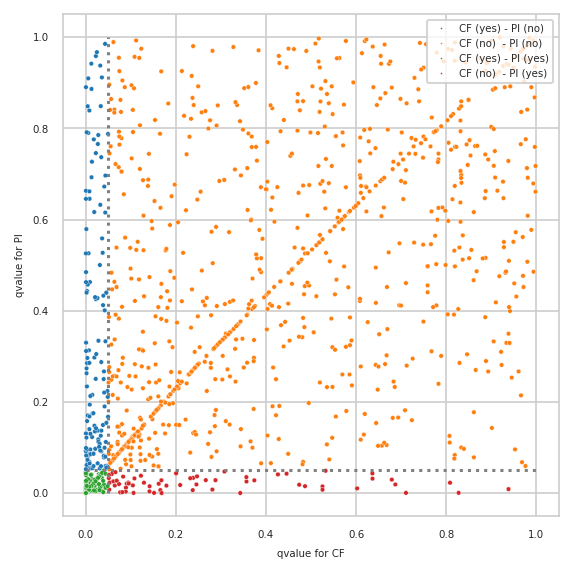 CF (yes) - PI (no)
CF (no)  - PI (no)
CF (yes) - PI (yes)
CF (no)  - PI (yes)
1.0
0.8
0.6
0.4
0.2
0.0
qvalue for PI
0.0 0.2 0.4 0.6 0.8 1.0
qvalue for CF